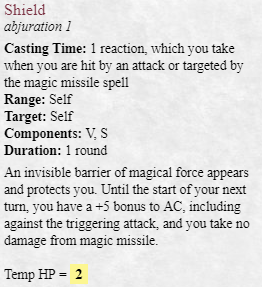 Shield
abjuration 1
Casting Time: 1 reaction, which you take
when you are hit by an attack or targeted by
the magic missile spell
Range: Self
Target: Self
Components: V, S
Duration: 1 round
An invisible barrier of magical force appears
and protects you. Until the start of your next
turn, you have a +5 bonus to AC, including
against the triggering attack, and you take no
damage from magic missile.
Temp HP = 2